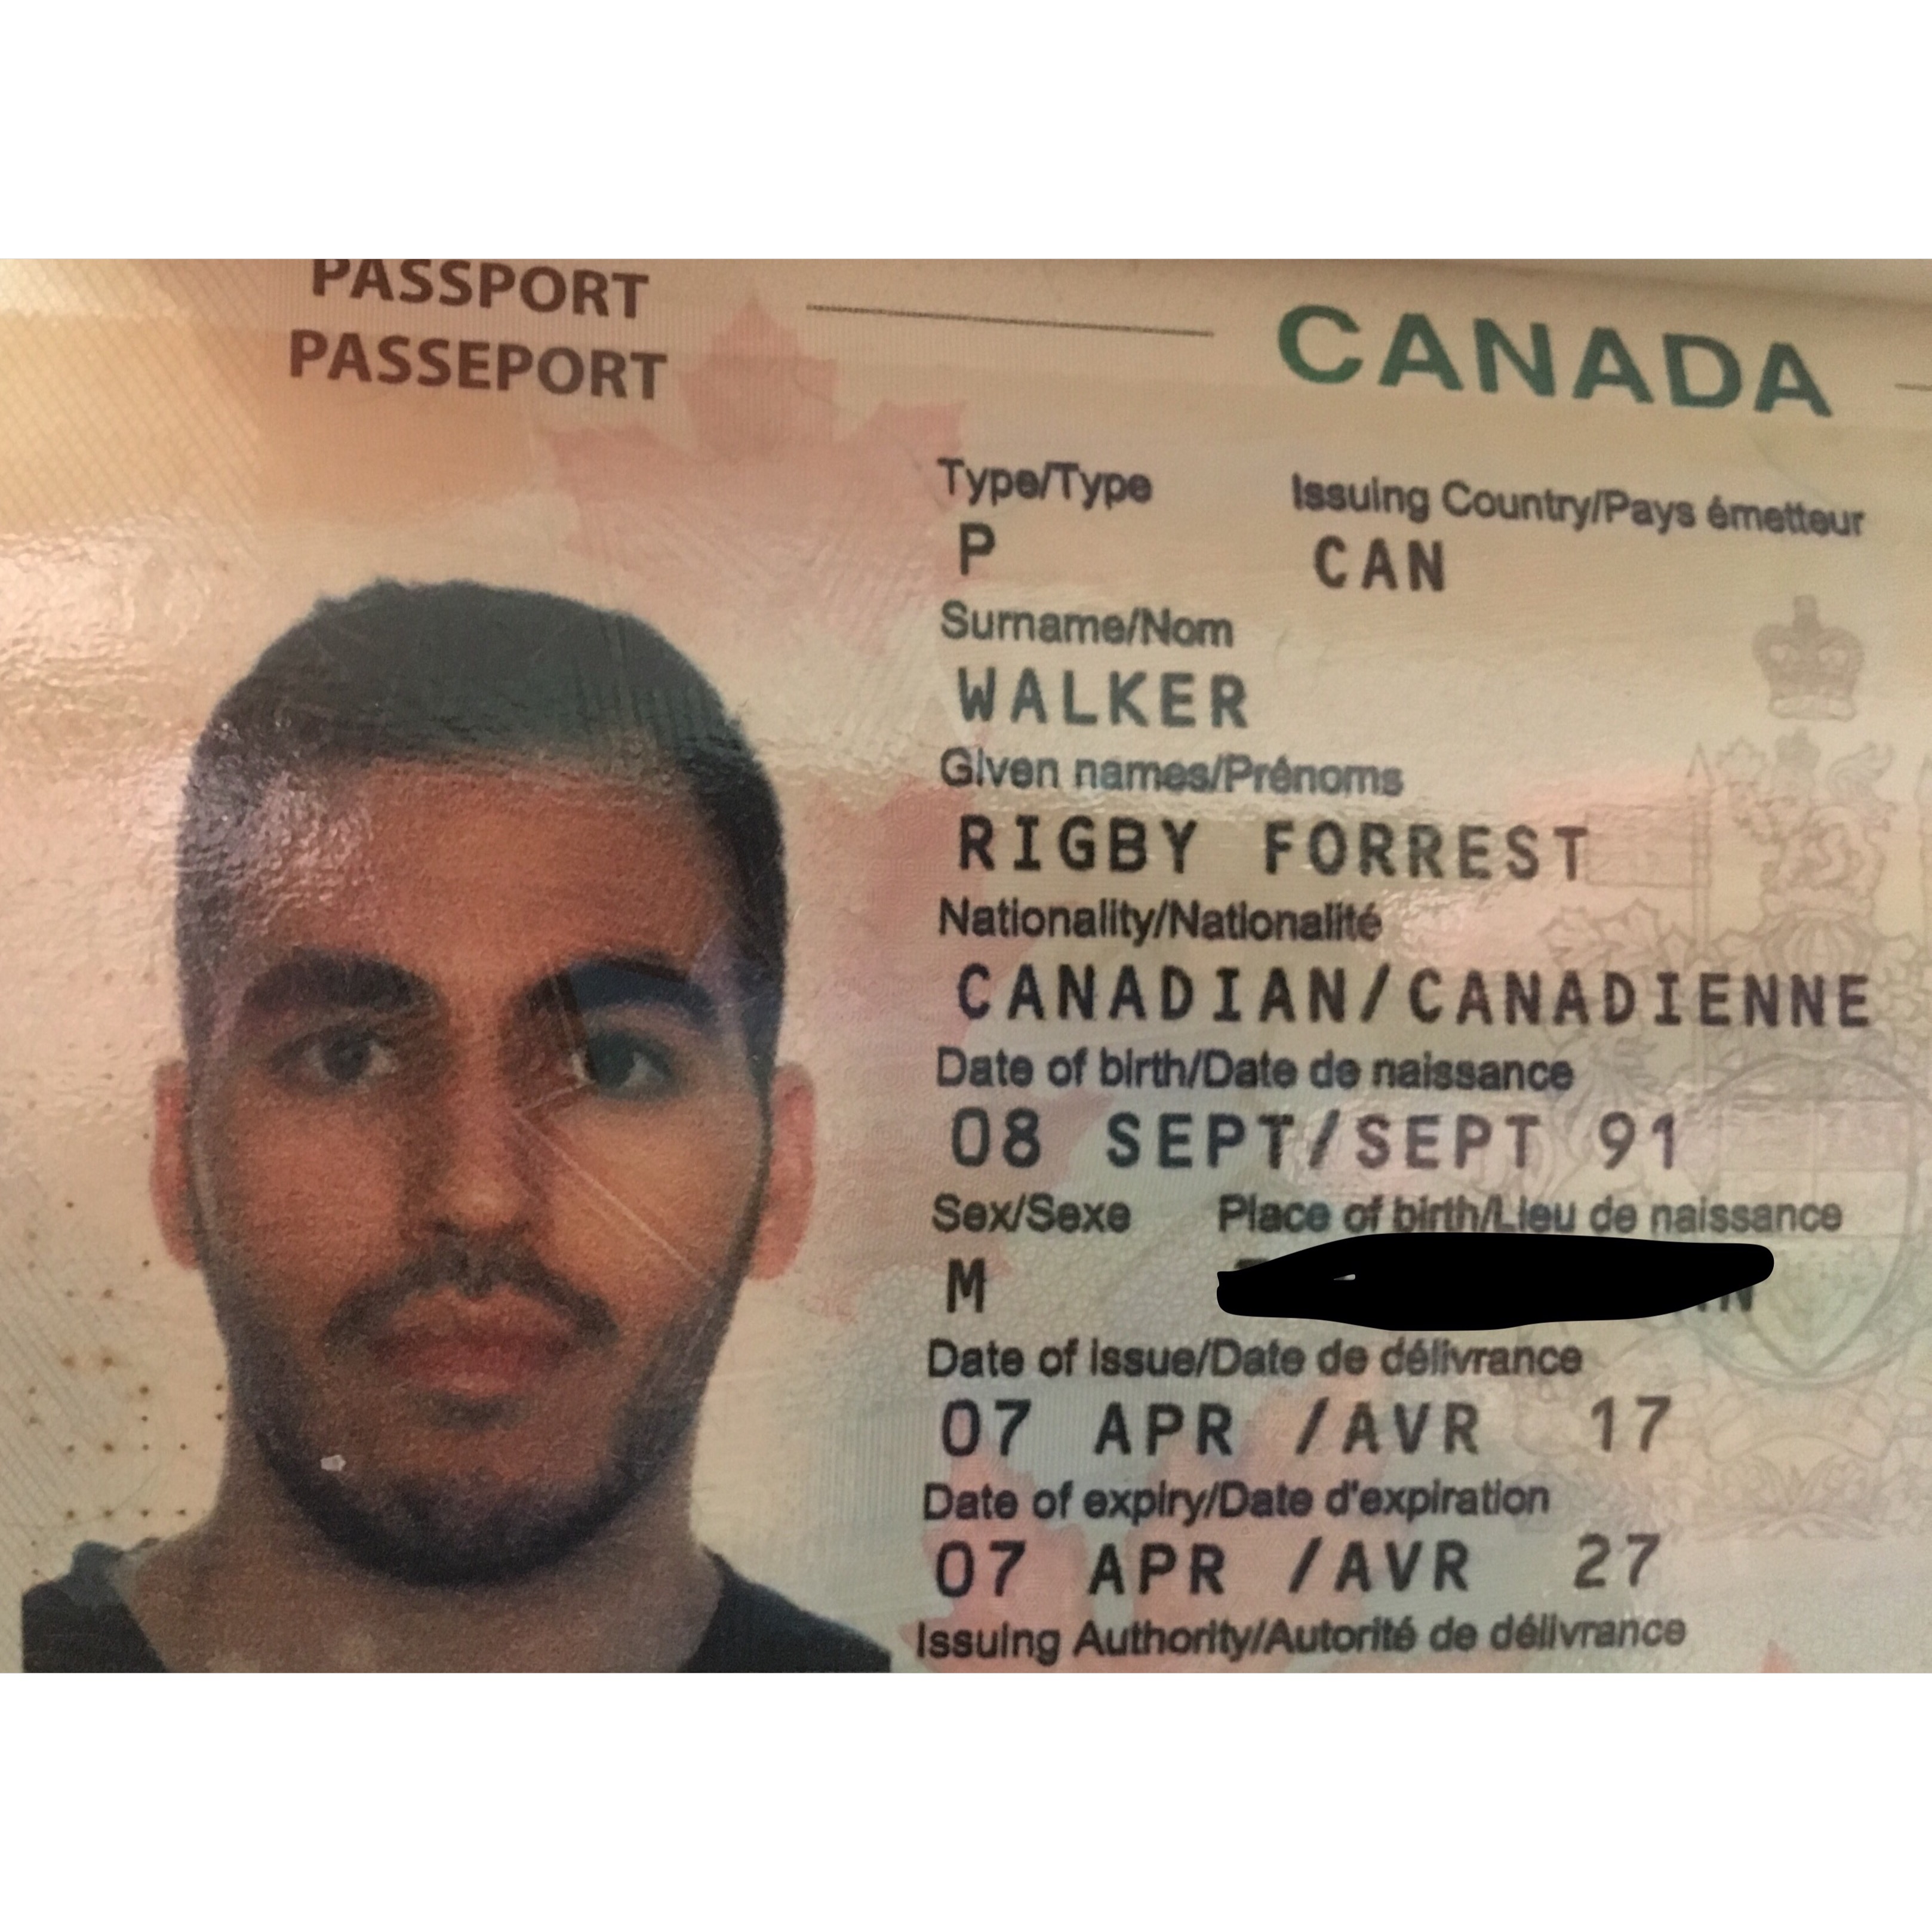 PASSPORT
PASSEPORT
CANADA
Type/Type Issuing Country/Pays émetteur
P CAN
Surname/Nom
WALKER
Given names/Prénoms
RIGBY FORREST
Nationality/Nationalité
CANADIAN/CANADIENNE
Date of birth/Date de naissance
08 SEPT/SEPT 91
Sex/Sexe Place of birth/Lieu de naissance
M
Date of issue/Date de délivrance
07 APR /AVR 17
Date of expiry/Date d'expiration
07 APR /AVR 27
Issuing Authority/Autorité de délivrance